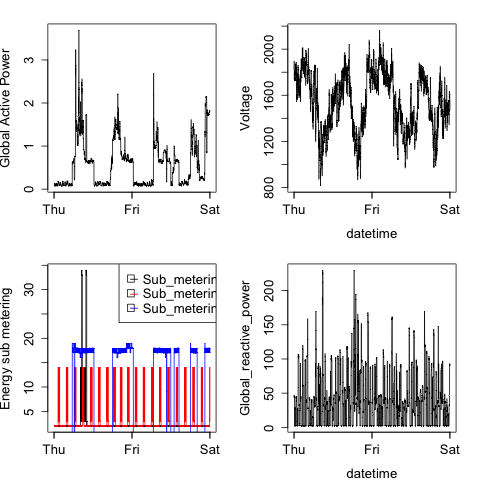 Global Active Power
3
2
1
0
Thu
Fri
Sat
Voltage
2000
1600
1200
800
Thu
Fri
Sat
datetime
Energy sub metering
30
20
10
5
Sub_meterin
Sub_meterin
Sub_meterin
Thu
Fri
Sat
Global_reactive_power
200
150
100
50
0
Thu
Fri
Sat
datetime